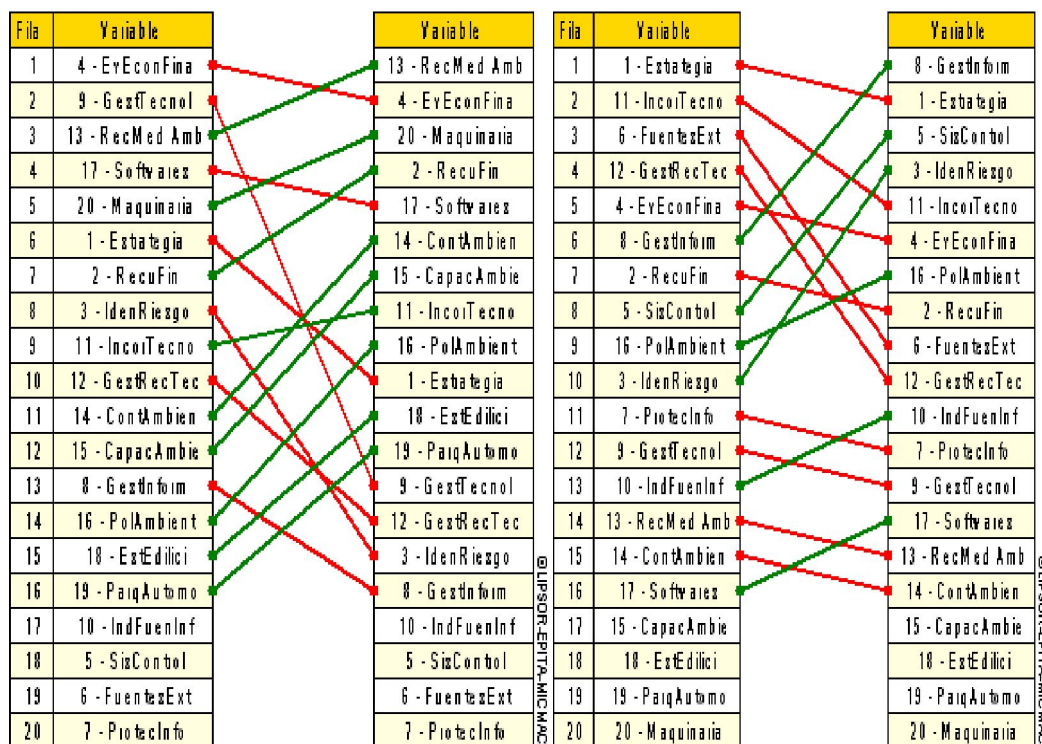 Fila Variable Variable Fila Variable Variable
1 4 - EvEconFina 13 - RecMed Amb 1 1 - Estrategia 8 - GestInform
2 9 - GestTecnol 4 - EvEconFina 2 11 - IncorTecno 1 - Estrategia
3 13 - RecMed Amb 20 - Maquinaria 3 6 - FuentesExt 5 - SisControl
4 17 - Softwares 2 - RecuFin 4 12 - GestRecTec 3 - IdenRiesgo
5 20 - Maquinaria 17 - Softwares 5 4 - EvEconFina 11 - IncorTecno
6 1 - Estrategia 14 - ContAmbien 6 8 - GestInform 4 - EvEconFina
7 2 - RecuFin 15 - CapacAmbie 7 2 - RecuFin 16 - PolAmbient
8 3 - IdenRiesgo 11 - IncorTecno 8 5 - SisControl 2 - RecuFin
9 11 - IncorTecno 16 - PolAmbient 9 16 - PolAmbient 6 - FuentesExt
10 12 - GestRecTec 1 - Estrategia 10 3 - IdenRiesgo 12 - GestRecTec
11 14 - ContAmbien 18 - EstEdilici 11 7 - ProtecInfo 10 - IndFuenInf
12 15 - CapacAmbie 19 - ParqAutomo 12 9 - GestTecnol 7 - ProtecInfo
13 8 - GestInform 9 - GestTecnol 13 10 - IndFuenInf 9 - GestTecnol
14 16 - PolAmbient 12 - GestRecTec 14 13 - RecMed Amb 17 - Softwares
15 18 - EstEdilici 3 - IdenRiesgo 15 14 - ContAmbien 13 - RecMed Amb
16 19 - ParqAutomo 8 - GestInform 16 17 - Softwares 14 - ContAmbien
17 10 - IndFuenInf 10 - IndFuenInf 17 15 - CapacAmbie 15 - CapacAmbie
18 5 - SisControl 5 - SisControl 18 18 - EstEdilici 18 - EstEdilici
19 6 - FuentesExt 6 - FuentesExt 19 19 - ParqAutomo 19 - ParqAutomo
20 7 - ProtecInfo 7 - ProtecInfo 20 20 - Maquinaria 20 - Maquinaria
© LIPSOR-EPITA-MICMAC
© LIPSOR-EPITA-MICMAC